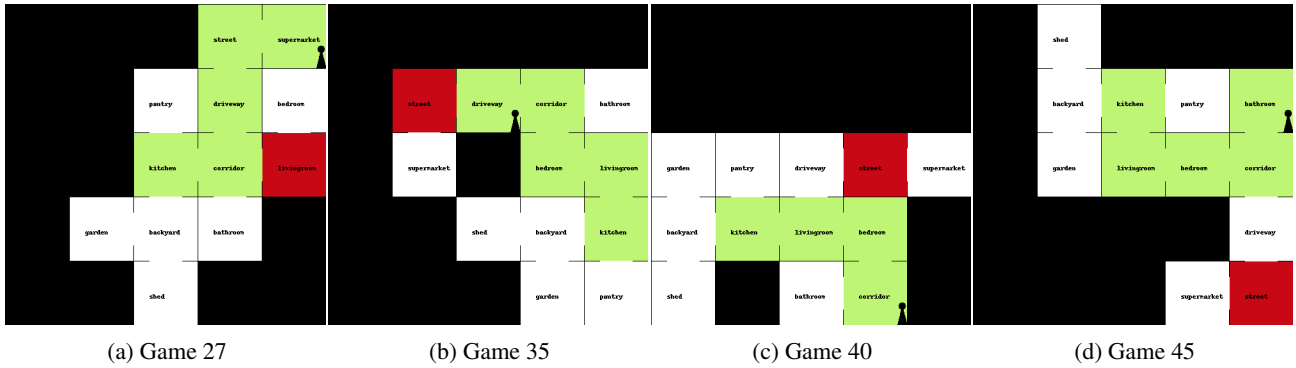 street supermarket
pantry driveway bedroom
kitchen corridor livingroom
garden backyard bathroom
shed
(a) Game 27
street driveway corridor bathroom
supermarket bedroom livingroom
shed backyard kitchen
garden pantry
(b) Game 35
garden pantry driveway street supermarket
backyard kitchen livingroom bedroom
shed bathroom corridor
(c) Game 40
shed
backyard kitchen pantry bathroom
garden livingroom bedroom corridor
driveway
supermarket street
(d) Game 45